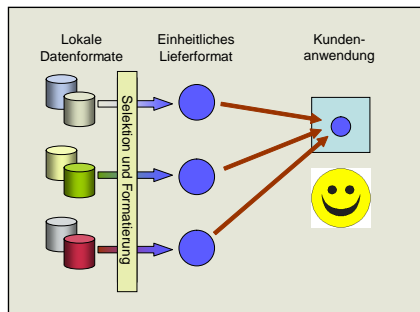 Lokale
Datenformate
Einheitliches
Lieferformat
Kunden-
anwendung
Selektion und Formatierung